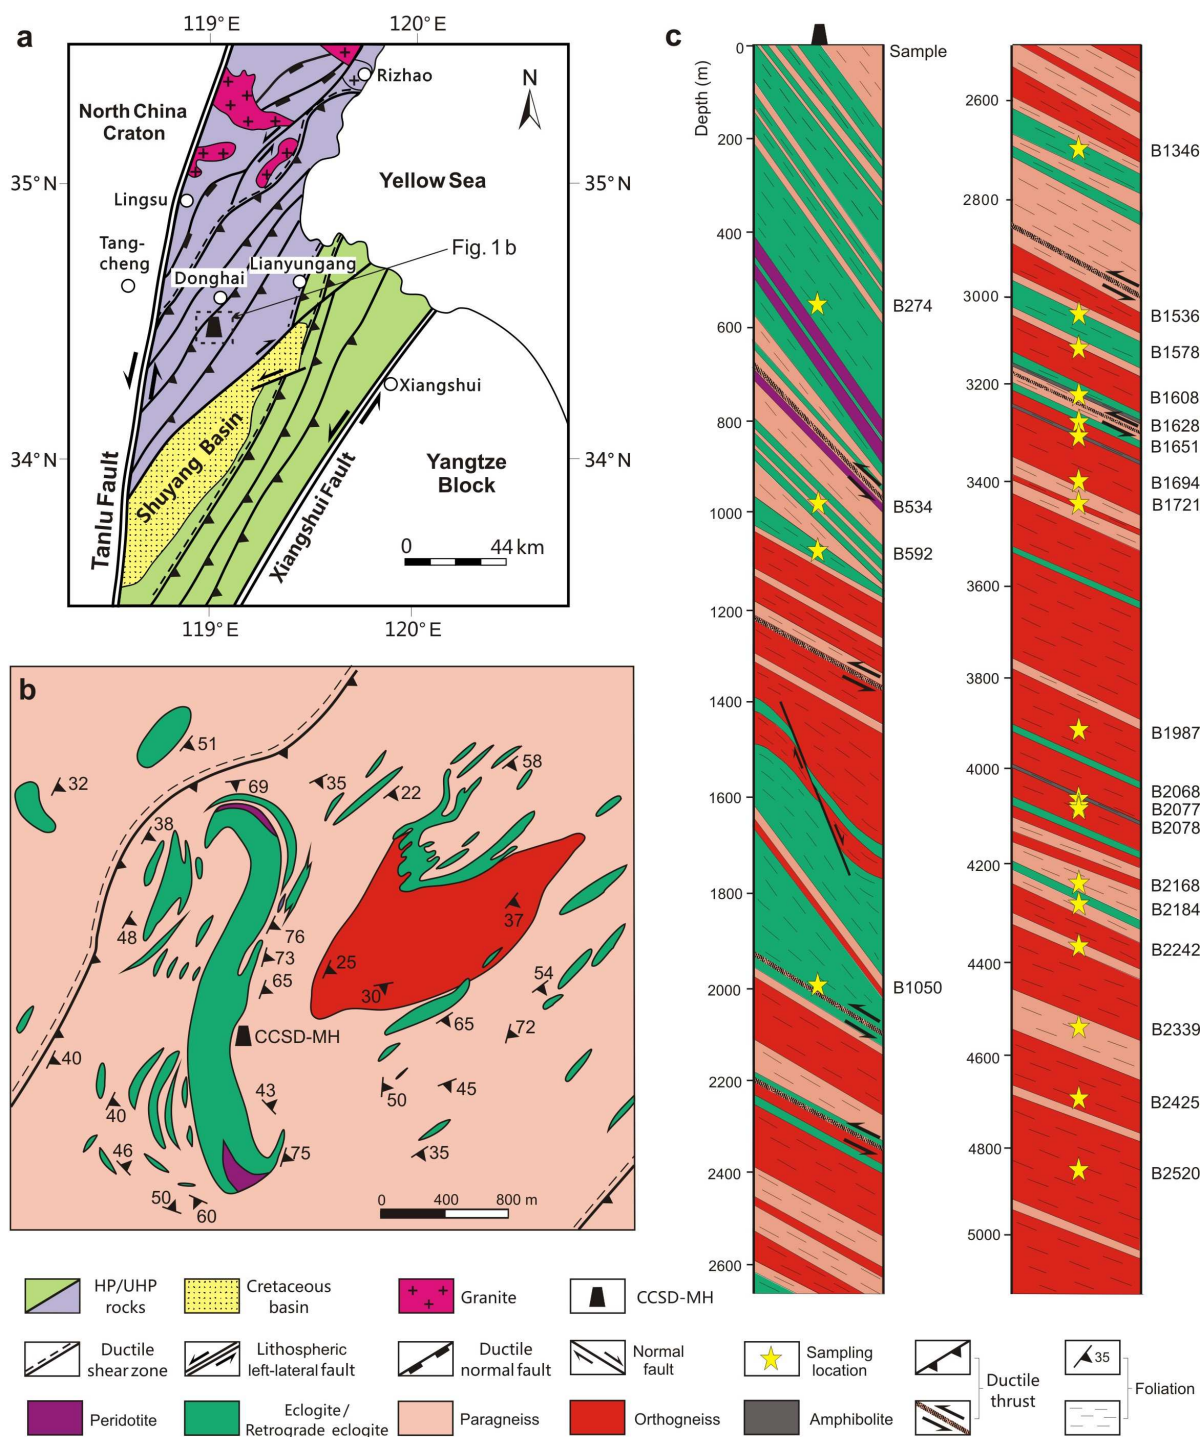 a
119°E
120°E
Rizhao
N
North China
Craton
Yellow Sea
35°N
35°N
Lingsu
Tang-
cheng
Fig. 1 b
Lianyungang
Donghai
Xiangshui
Shuyang Basin
34°N
34°N
Yangtze
Block
Tanlu Fault
Xiangshui Fault
0
44 km
119°E
120°E
b
51
32
69
35
58
22
38
48
76
37
73
25
65
30
54
65
72
CCSD-MH
40
43
50
45
40
75
35
46
50
60
0
400
800 m
c
Depth (m)
Sample
0
200
400
600
800
1000
1200
1400
1600
1800
2000
2200
2400
2600
B274
B534
B592
B1050
2600
2800
3000
3200
3400
3600
3800
4000
4200
4400
4600
4800
5000
B1346
B1536
B1578
B1608
B1628
B1651
B1694
B1721
B1987
B2068
B2077
B2078
B2168
B2184
B2242
B2339
B2425
B2520
HP/UHP
rocks
Cretaceous
basin
Granite
CCSD-MH
Ductile
shear zone
Lithospheric
left-lateral fault
Ductile
normal fault
Normal
fault
Sampling
location
Ductile
thrust
35
Foliation
Peridotite
Eclogite/
Retrograde eclogite
Paragneiss
Orthogneiss
Amphibolite